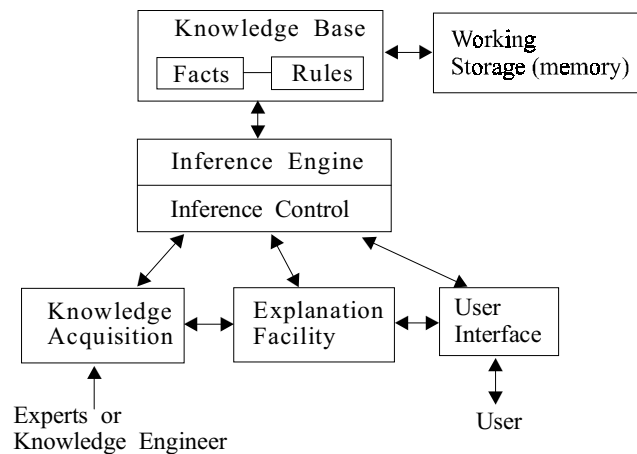 Knowledge Base
Facts
Rules
Working
Storage (memory)
Inference Engine
Inference Control
Knowledge
Acquisition
Explanation
Facility
User
Interface
Experts or
Knowledge Engineer
User